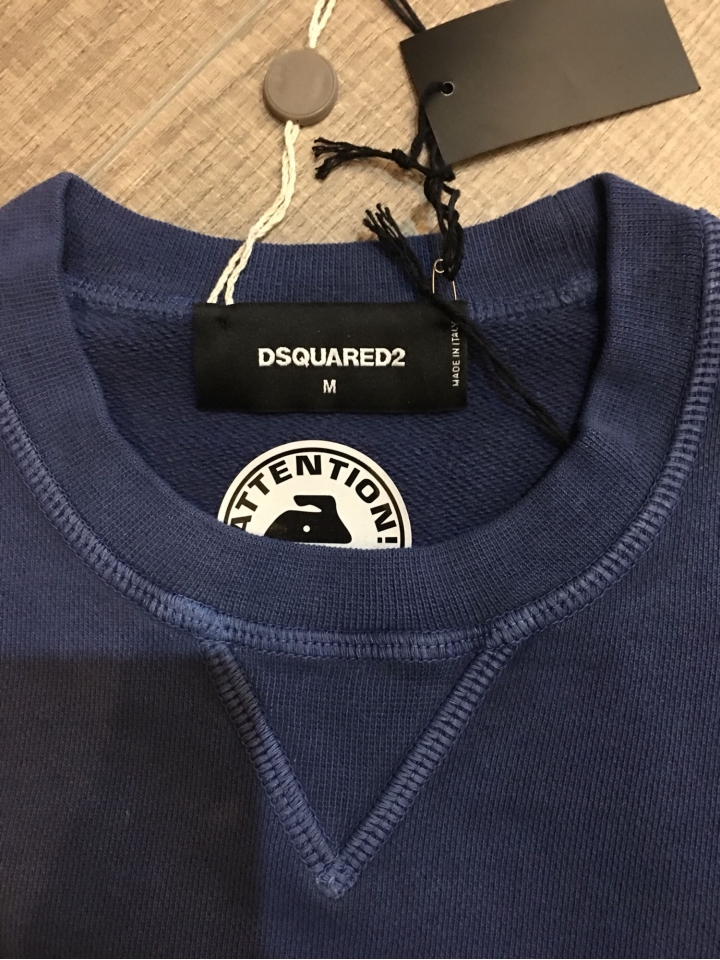 DSQUARED2
M
MADE IN ITALY
ATTENTION!